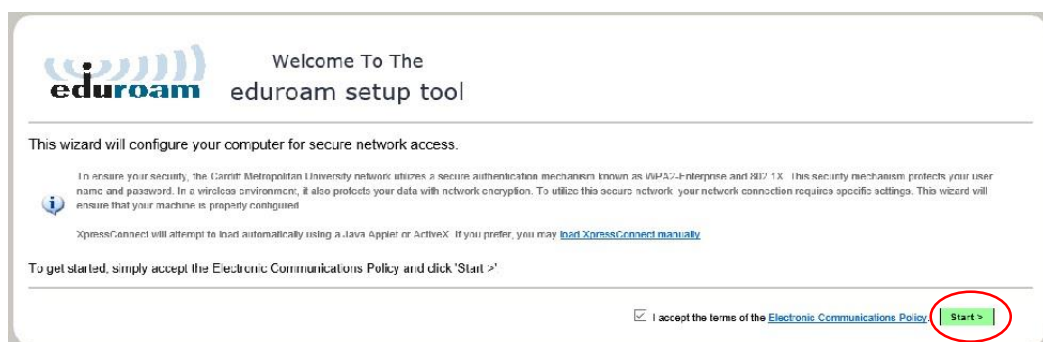 Welcome To The
eduroam
eduroam setup tool
This wizard will configure your computer for secure network access.
To ensure your security, the Cardiff Metropolitan University network utilizes a secure authentication mechanism known as WPA2-Enterprise and 802.1X. This security mechanism protects your user
name and password. In a wireless environment, it also protects your data with network encryption. To utilize this secure network, your network connection requires specific settings. This wizard will
ensure that your machine is properly configured.
XpressConnect will attempt to load automatically using a Java Applet or ActiveX. If you prefer, you may load XpressConnect manually.
To get started, simply accept the Electronic Communications Policy and click 'Start >'
I accept the terms of the Electronic Communications Policy. Start >